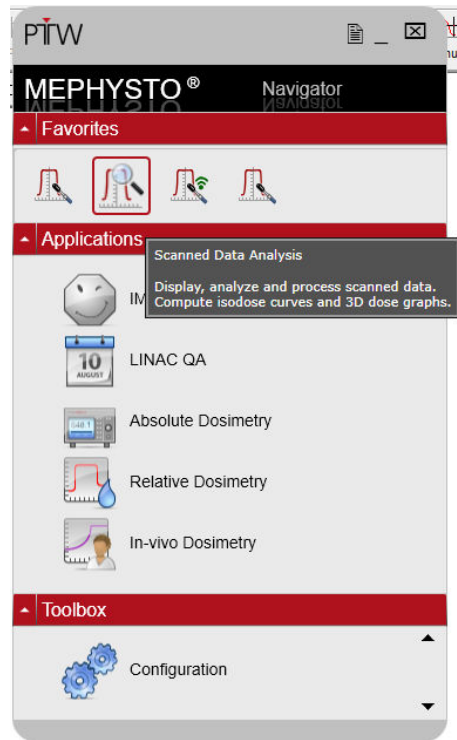 PTW
MEPHYSTO® Navigator
Favorites
Applications
Scanned Data Analysis
Display, analyze and process scanned data.
Compute isodose curves and 3D dose graphs.
IM
10
AUGUST
LINAC QA
Absolute Dosimetry
Relative Dosimetry
In-vivo Dosimetry
Toolbox
Configuration